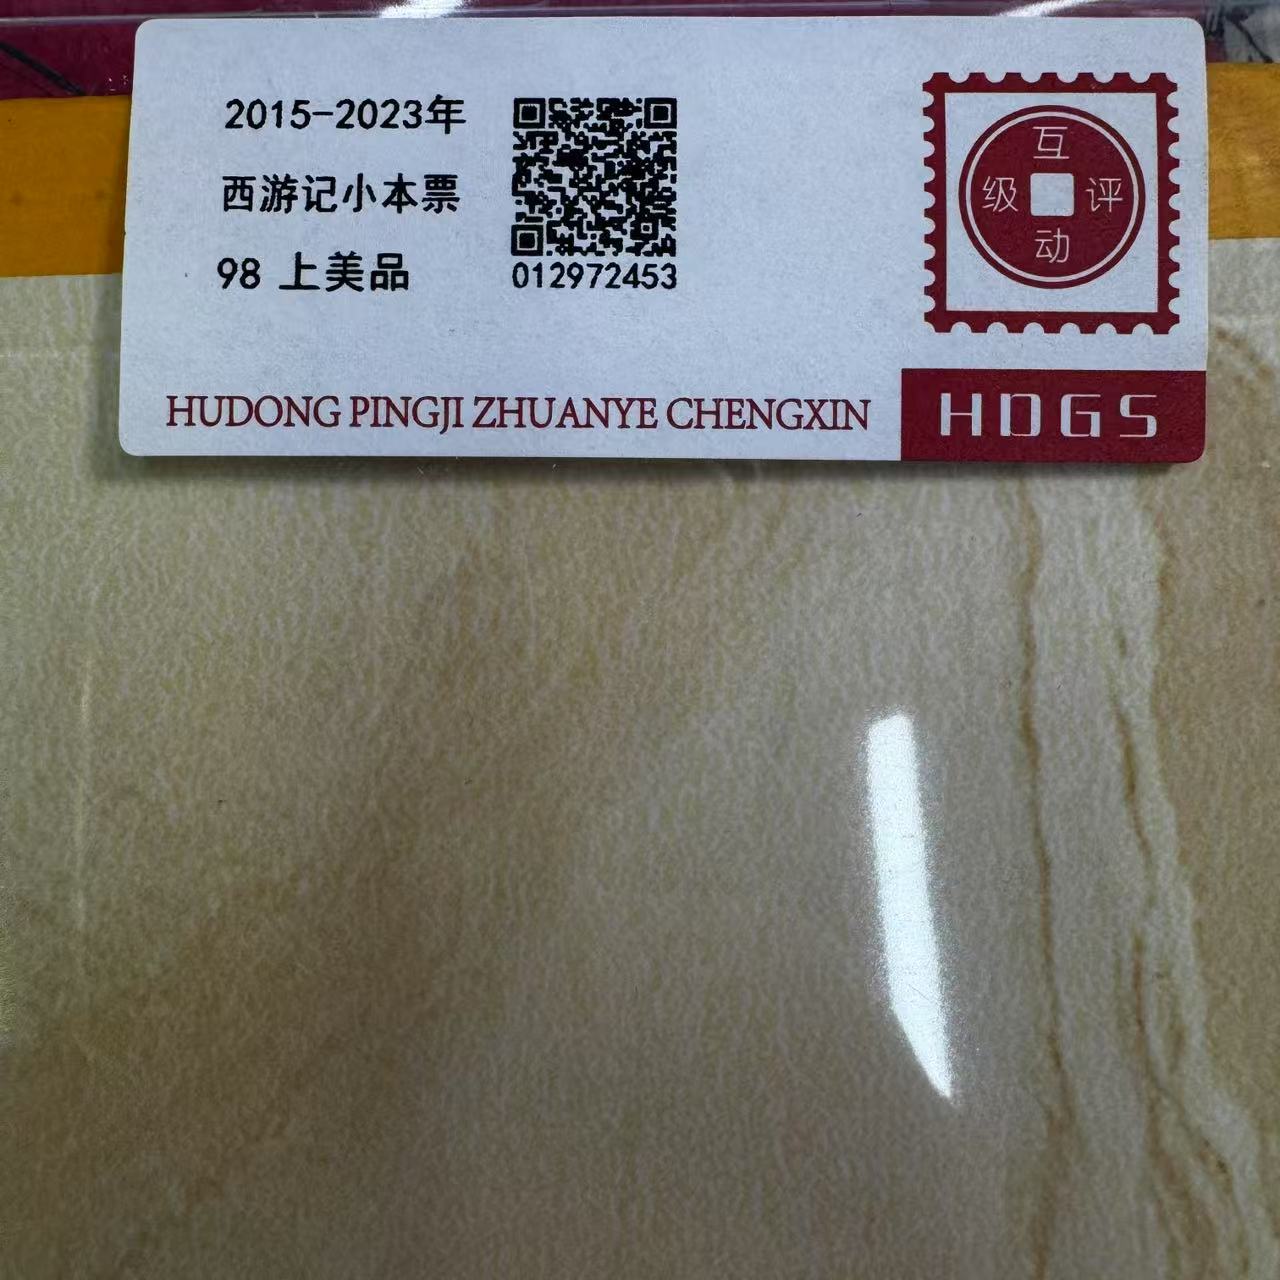 2015-2023年
西游记小本票
98 上美品
012972453
互
级 评
动
HUDONG PINGJI ZHUANYE CHENGXIN
HDGS